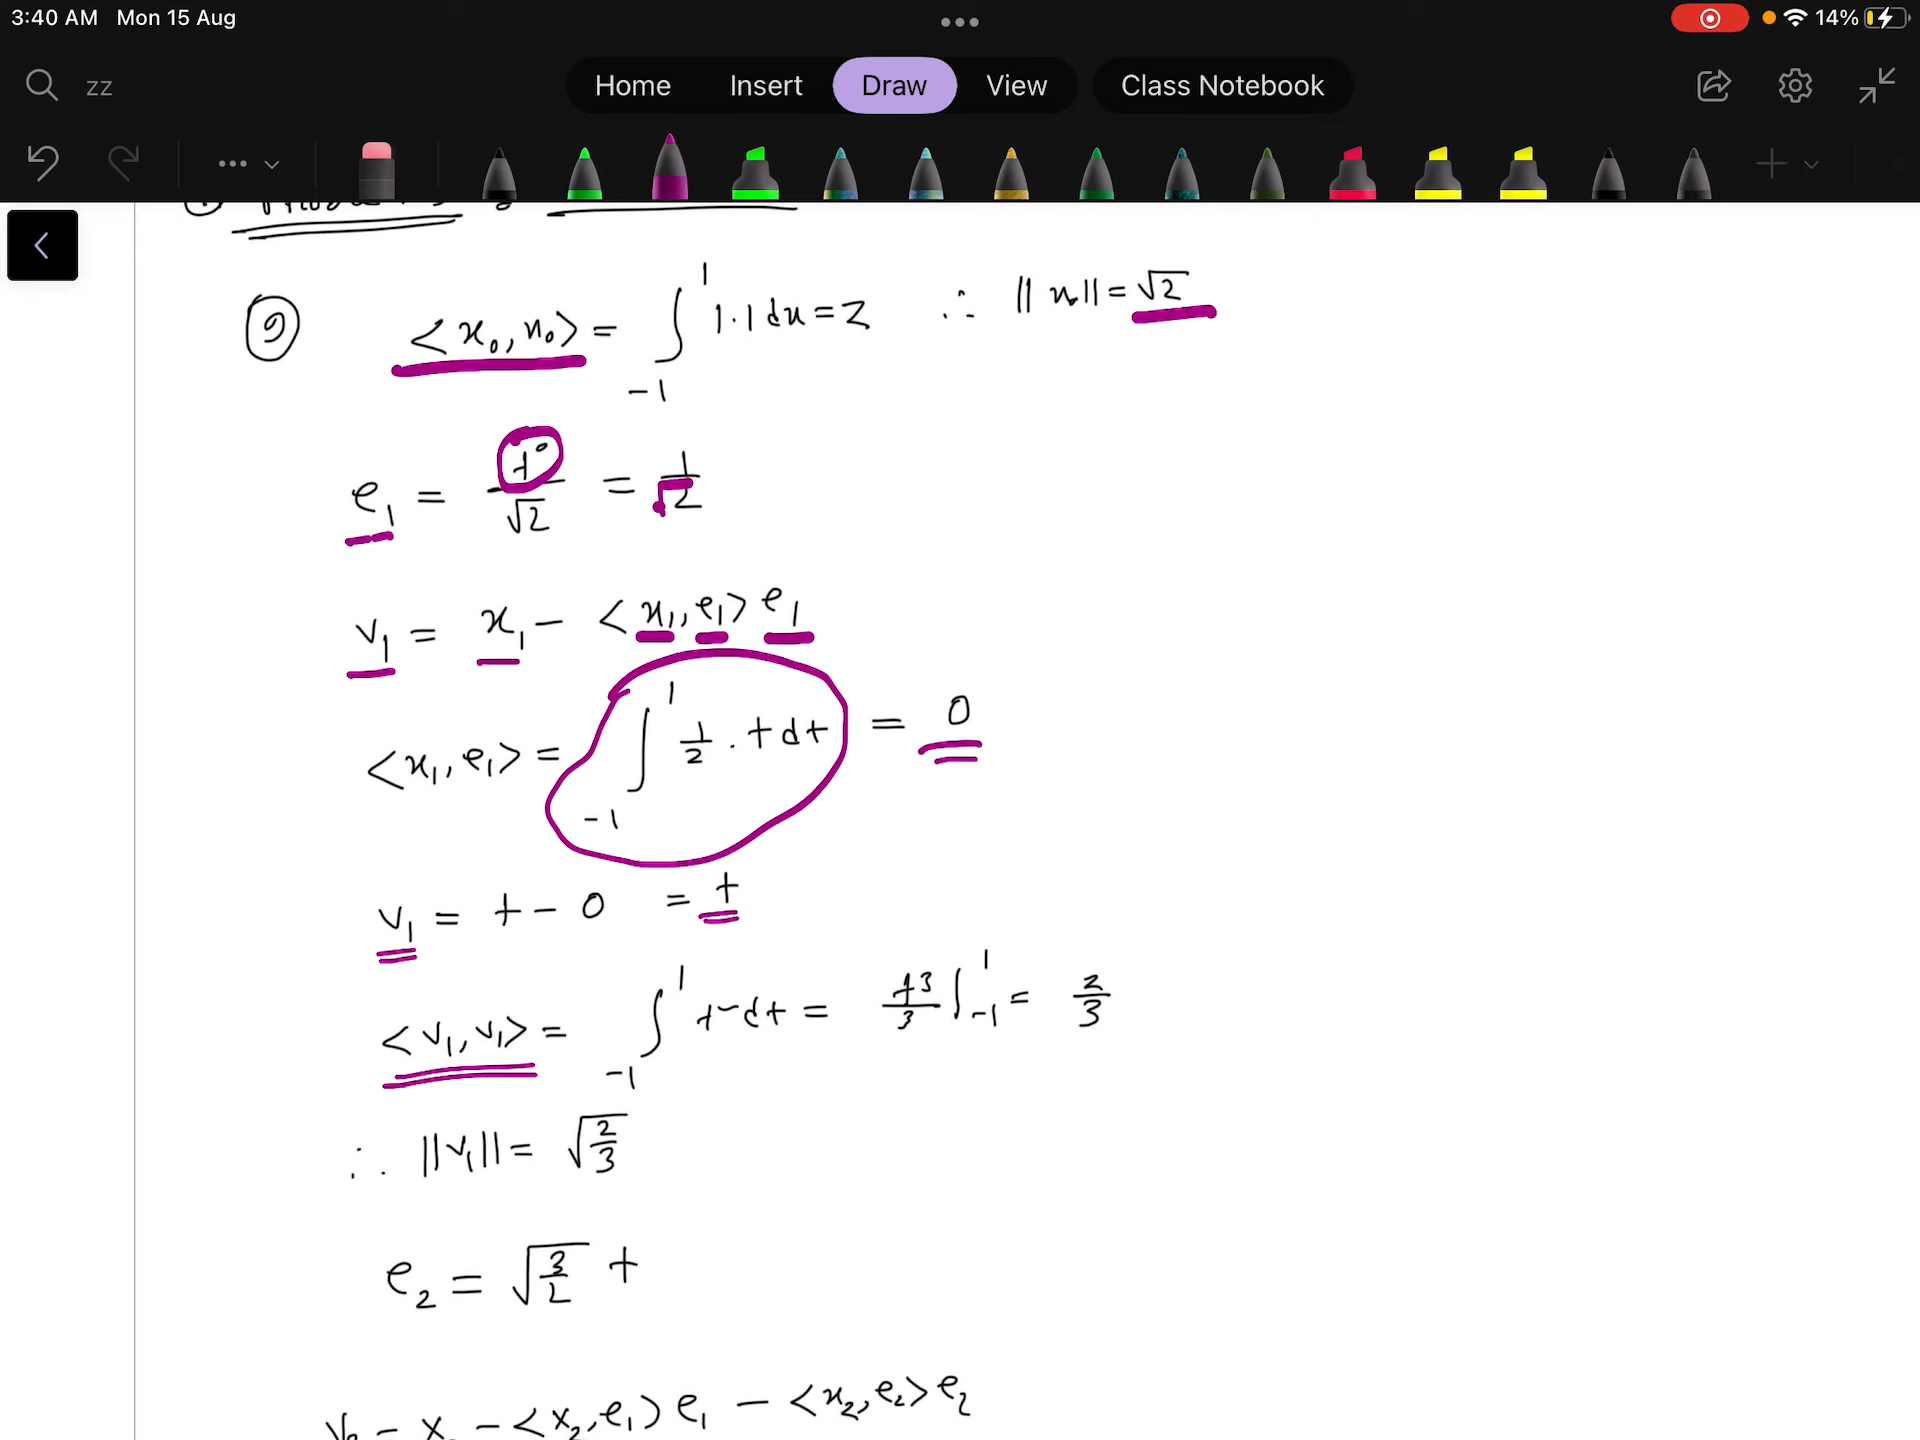 3:40 AM Mon 15 Aug
14%
zz
Home Insert Draw View Class Notebook
⑨ <x₀, x₀> = ∫₋₁¹ 1·1 dx = 2 ∴ ||x₀|| = √2
e₁ = t⁰/√2 = 1/√2
v₁ = x₁ - <x₁, e₁> e₁
<x₁, e₁> = ∫₋₁¹ 1/2 · t dt = 0
v₁ = t - 0 = t
<v₁, v₁> = ∫₋₁¹ t² dt = t³/3 |₋₁¹ = 2/3
∴ ||v₁|| = √(2/3)
e₂ = √(3/2) t
v₂ = x₂ - <x₂, e₁> e₁ - <x₂, e₂> e₂